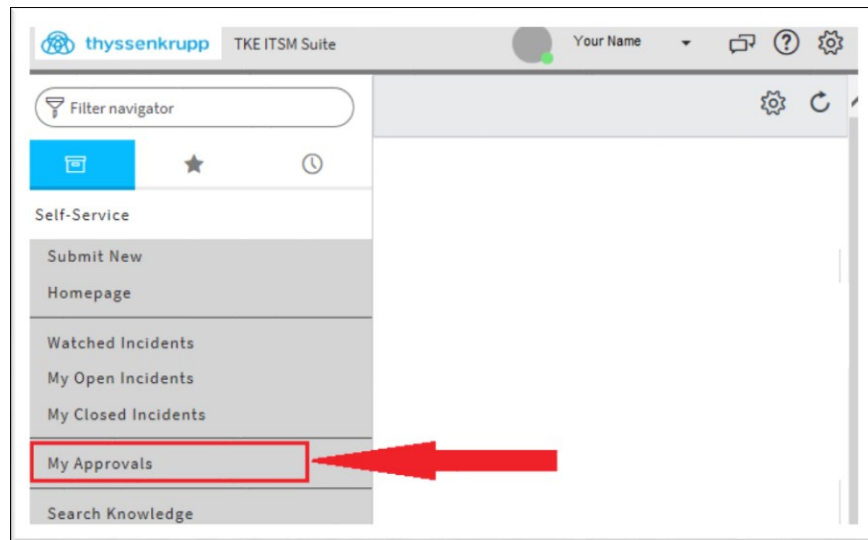 thyssenkrupp TKE ITSM Suite Your Name
Filter navigator
Self-Service
Submit New
Homepage
Watched Incidents
My Open Incidents
My Closed Incidents
My Approvals
Search Knowledge